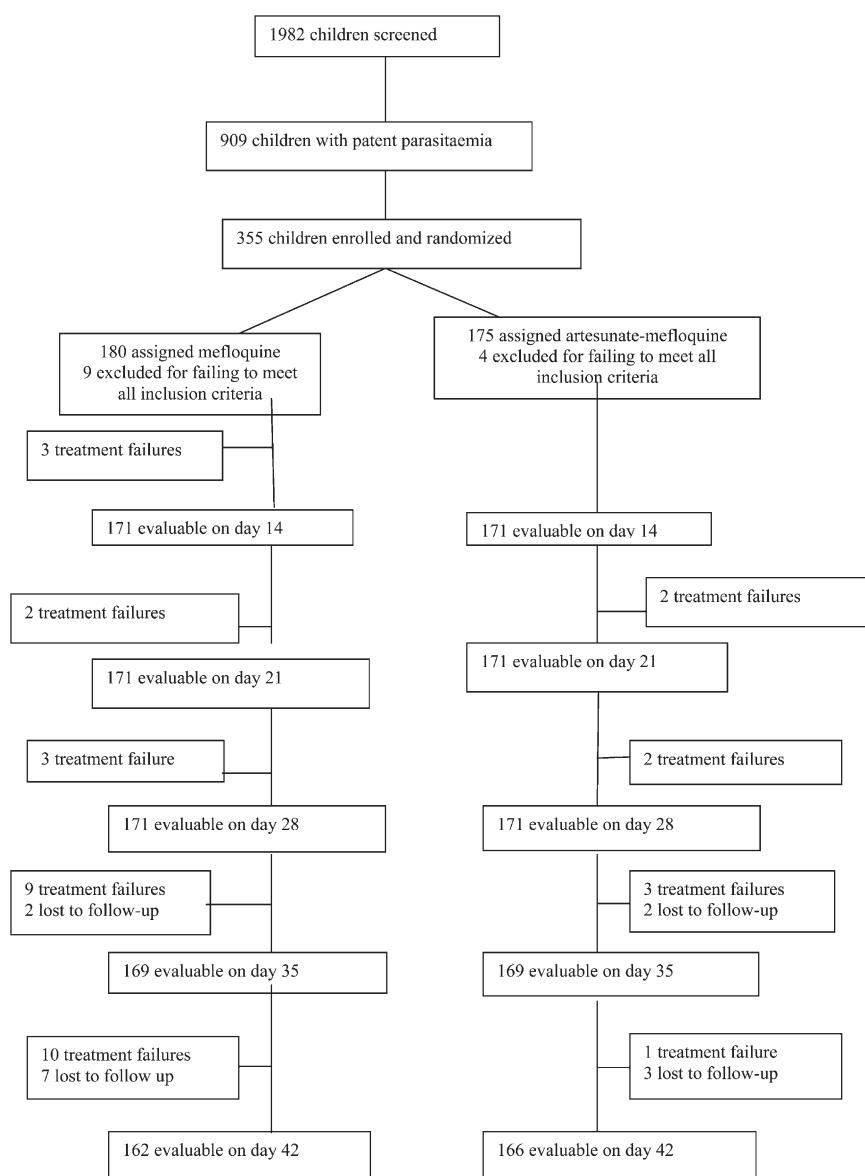 1982 children screened
909 children with patent parasitaemia
355 children enrolled and randomized
180 assigned mefloquine
9 excluded for failing to meet
all inclusion criteria
175 assigned artesunate-mefloquine
4 excluded for failing to meet all
inclusion criteria
3 treatment failures
171 evaluable on day 14
171 evaluable on day 14
2 treatment failures
2 treatment failures
171 evaluable on day 21
171 evaluable on day 21
3 treatment failure
2 treatment failures
171 evaluable on day 28
171 evaluable on day 28
9 treatment failures
2 lost to follow-up
3 treatment failures
2 lost to follow-up
169 evaluable on day 35
169 evaluable on day 35
10 treatment failures
7 lost to follow up
1 treatment failure
3 lost to follow-up
162 evaluable on day 42
166 evaluable on day 42